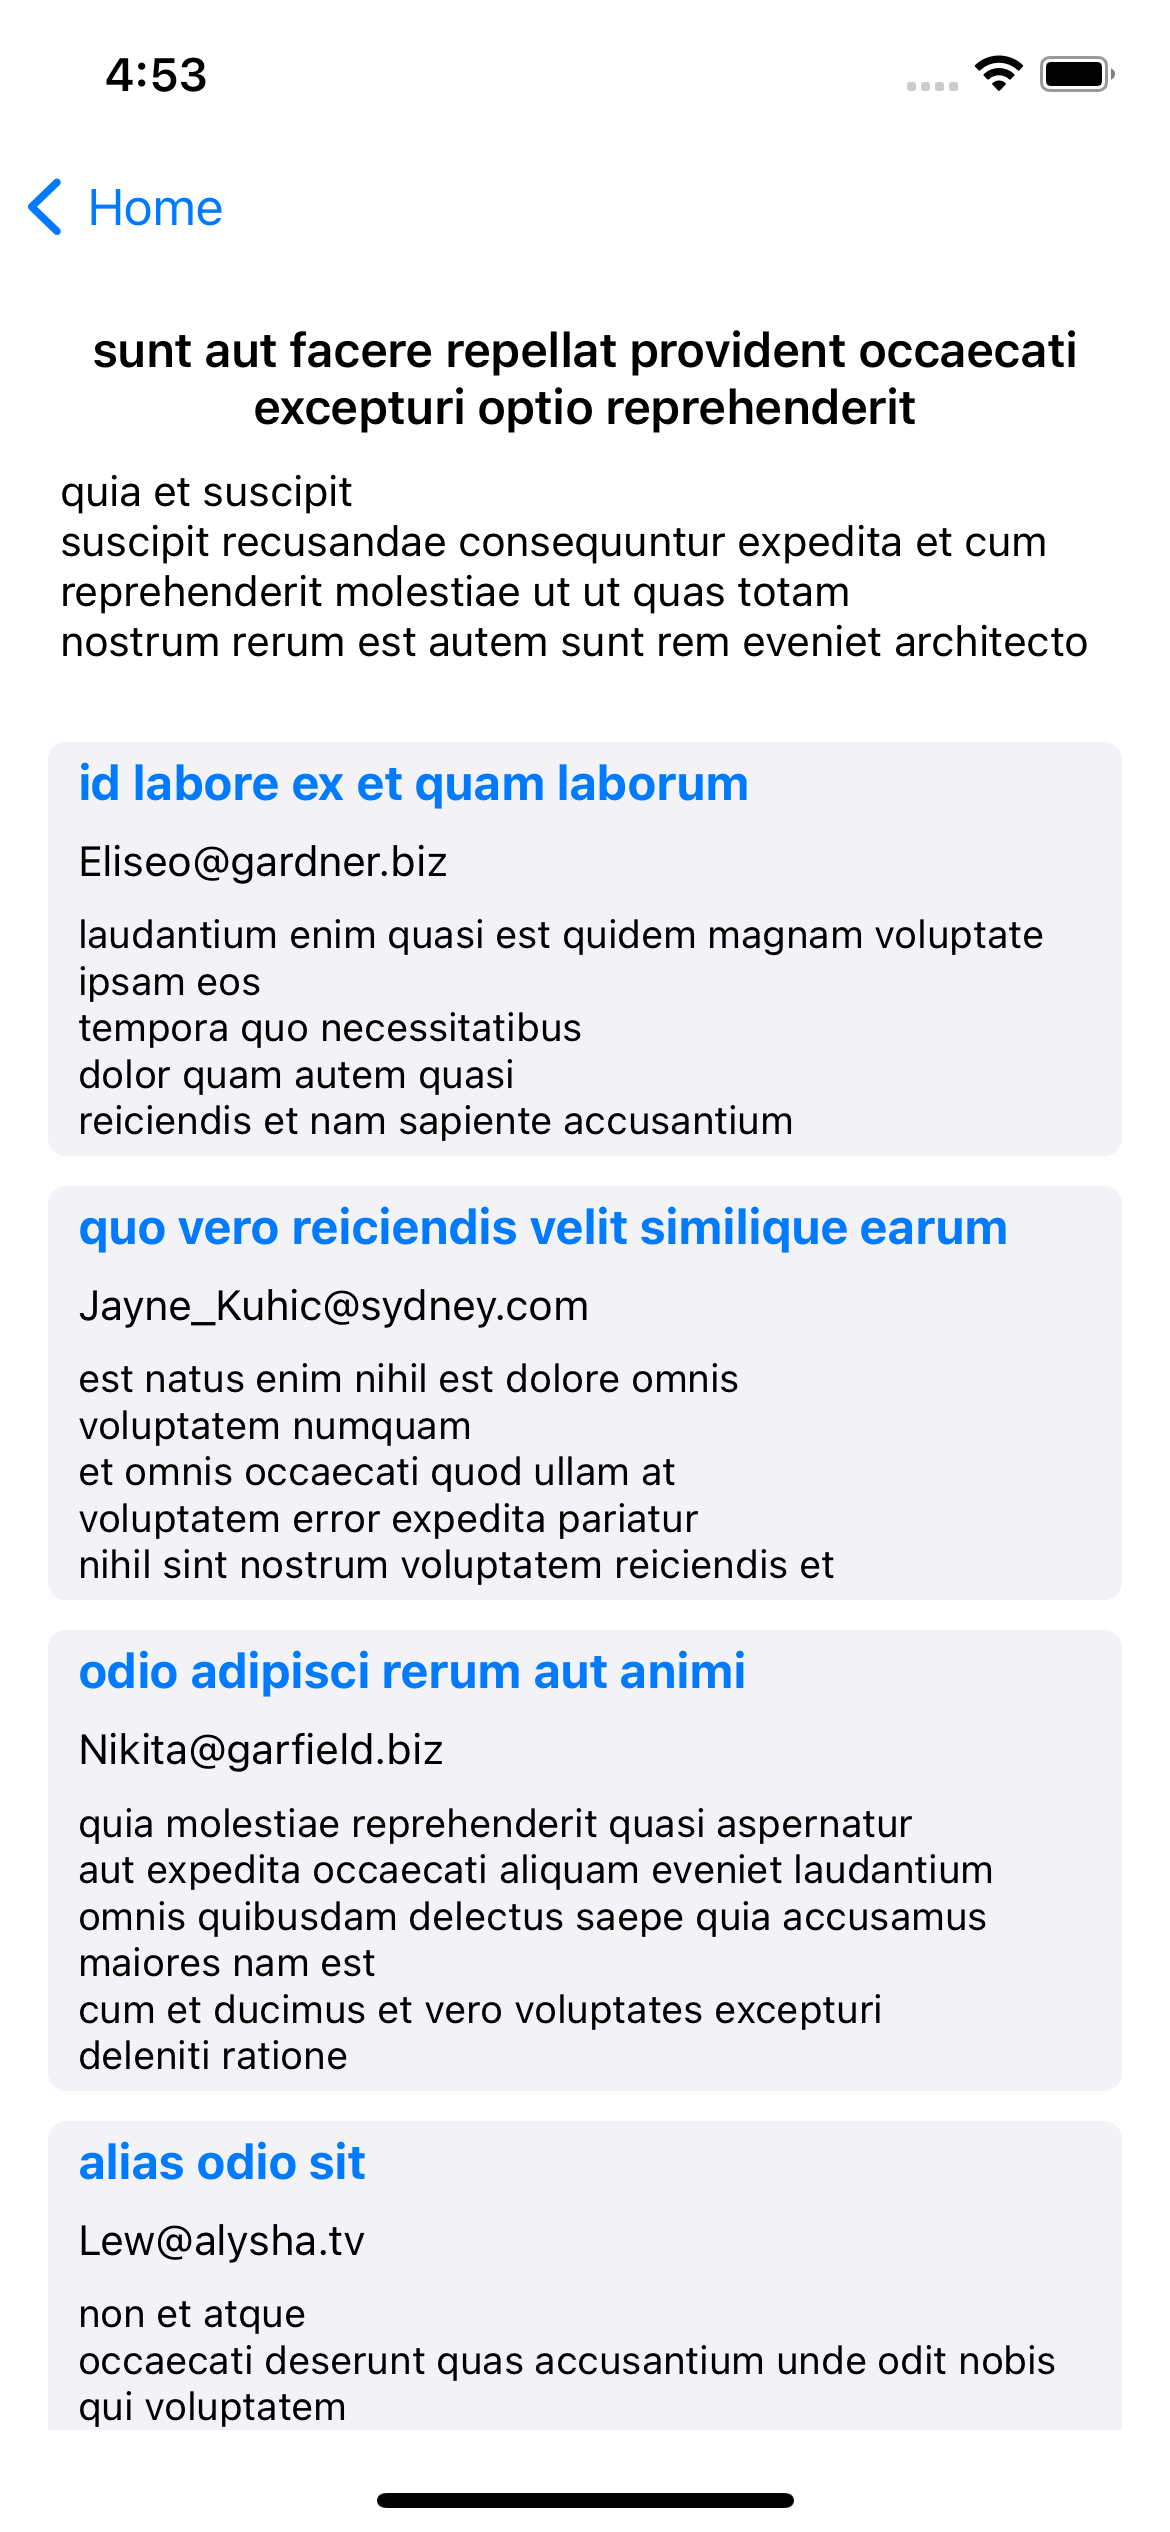 4:53
Home
sunt aut facere repellat provident occaecati
excepturi optio reprehenderit
quia et suscipit
suscipit recusandae consequuntur expedita et cum
reprehenderit molestiae ut ut quas totam
nostrum rerum est autem sunt rem eveniet architecto
id labore ex et quam laborum
Eliseo@gardner.biz
laudantium enim quasi est quidem magnam voluptate
ipsam eos
tempora quo necessitatibus
dolor quam autem quasi
reiciendis et nam sapiente accusantium
quo vero reiciendis velit similique earum
Jayne_Kuhic@sydney.com
est natus enim nihil est dolore omnis
voluptatem numquam
et omnis occaecati quod ullam at
voluptatem error expedita pariatur
nihil sint nostrum voluptatem reiciendis et
odio adipisci rerum aut animi
Nikita@garfield.biz
quia molestiae reprehenderit quasi aspernatur
aut expedita occaecati aliquam eveniet laudantium
omnis quibusdam delectus saepe quia accusamus
maiores nam est
cum et ducimus et vero voluptates excepturi
deleniti ratione
alias odio sit
Lew@alysha.tv
non et atque
occaecati deserunt quas accusantium unde odit nobis
qui voluptatem